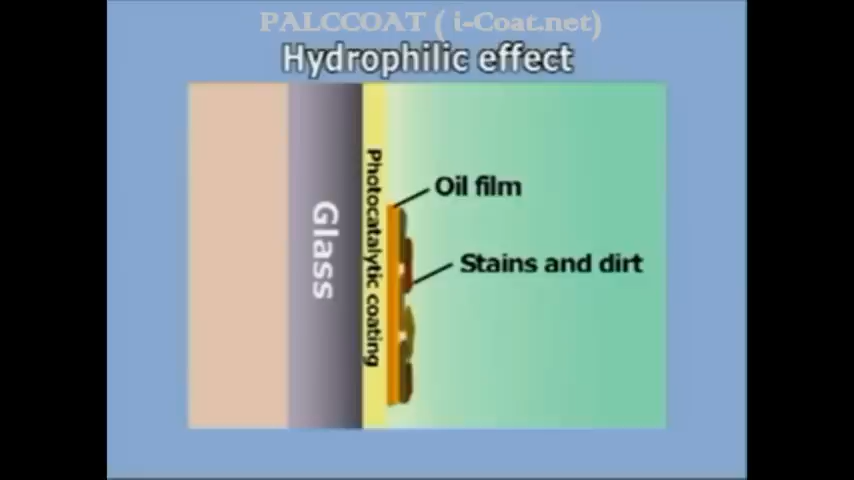 PALCCOAT ( i-Coat.net)
Hydrophilic effect
Glass
Photocatalytic coating
Oil film
Stains and dirt